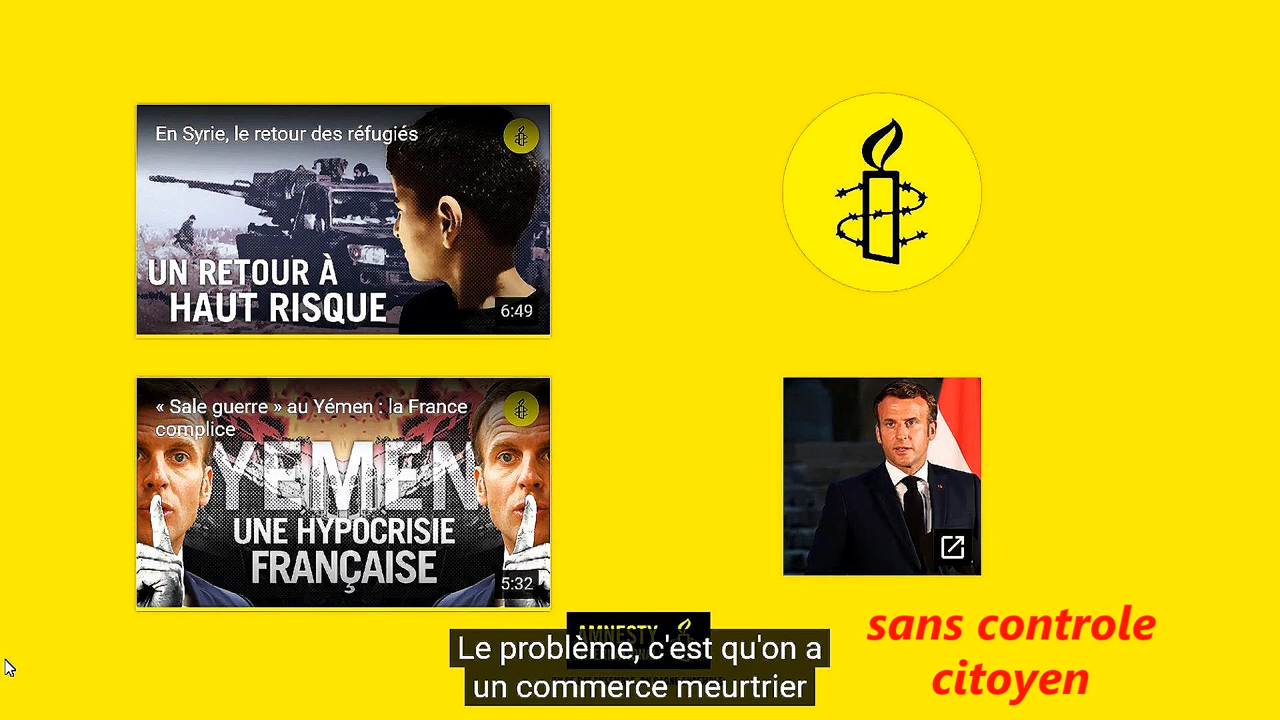 En Syrie, le retour des réfugiés
UN RETOUR À
HAUT RISQUE
6:49
« Sale guerre » au Yémen : la France
complice
YEMEN
UNE HYPOCRISIE
FRANÇAISE
5:32
AMNESTY
Le problème, c'est qu'on a
un commerce meurtrier
sans controle
citoyen